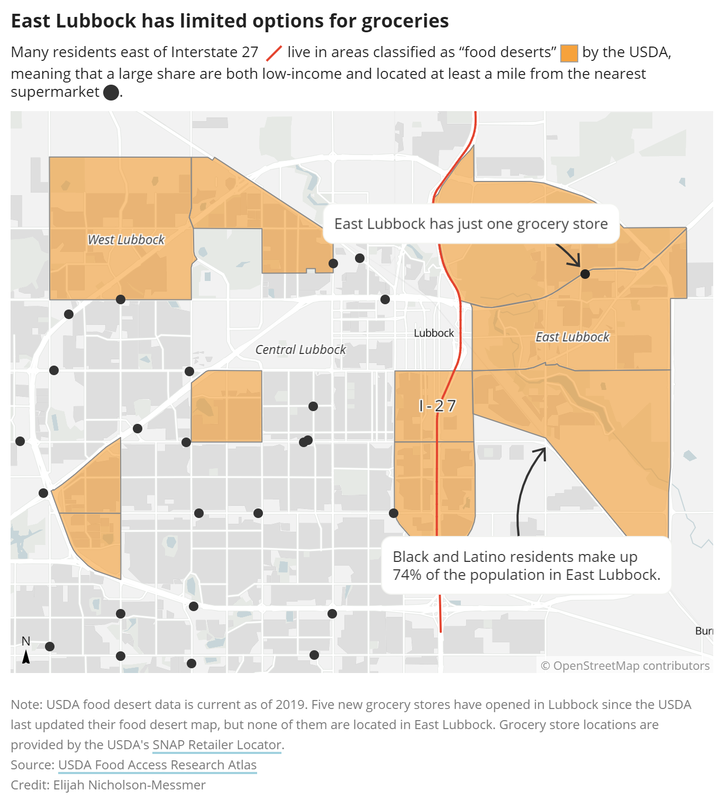 East Lubbock has limited options for groceries
Many residents east of Interstate 27 live in areas classified as “food deserts” by the USDA,
meaning that a large share are both low-income and located at least a mile from the nearest
supermarket .
East Lubbock has just one grocery store
West Lubbock
Lubbock
East Lubbock
Central Lubbock
I-27
Black and Latino residents make up
74% of the population in East Lubbock.
N
© OpenStreetMap contributors
Note: USDA food desert data is current as of 2019. Five new grocery stores have opened in Lubbock since the USDA
last updated their food desert map, but none of them are located in East Lubbock. Grocery store locations are
provided by the USDA's SNAP Retailer Locator.
Source: USDA Food Access Research Atlas
Credit: Elijah Nicholson-Messmer